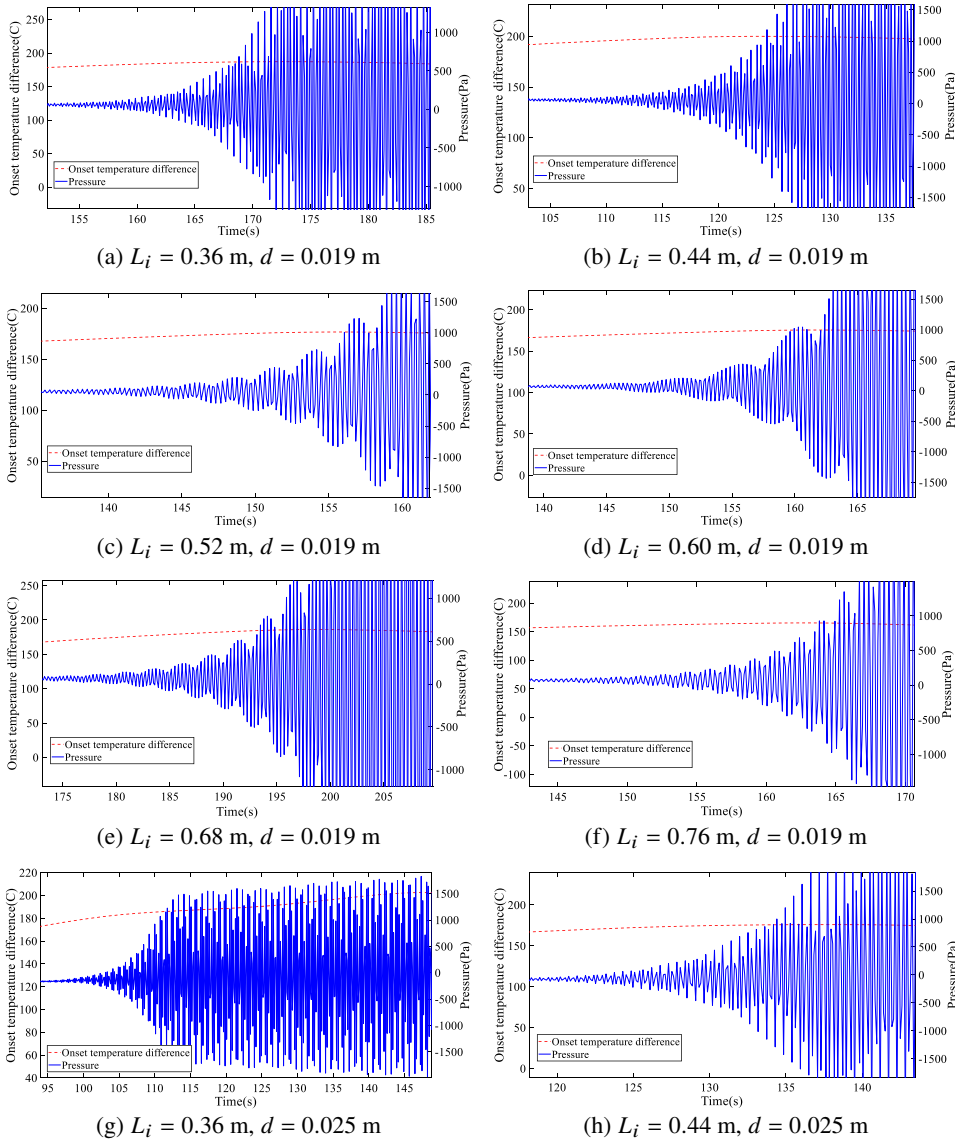 Onset temperature difference(C)
250
200
150
100
50
0
Onset temperature difference
Pressure
1000
500
0
-500
-1000
Pressure(Pa)
155 160 165 170 175 180 185
Time(s)
(a) Lᵢ = 0.36 m, d = 0.019 m
Onset temperature difference(C)
200
150
100
50
Onset temperature difference
Pressure
1500
1000
500
0
-500
-1000
-1500
Pressure(Pa)
105 110 115 120 125 130 135
Time(s)
(b) Lᵢ = 0.44 m, d = 0.019 m
Onset temperature difference(C)
200
150
100
50
Onset temperature difference
Pressure
1500
1000
500
0
-500
-1000
-1500
Pressure(Pa)
140 145 150 155 160
Time(s)
(c) Lᵢ = 0.52 m, d = 0.019 m
Onset temperature difference(C)
200
150
100
50
0
Onset temperature difference
Pressure
1500
1000
500
0
-500
-1000
-1500
Pressure(Pa)
140 145 150 155 160 165
Time(s)
(d) Lᵢ = 0.60 m, d = 0.019 m
Onset temperature difference(C)
250
200
150
100
50
0
Onset temperature difference
Pressure
1000
500
0
-500
-1000
Pressure(Pa)
175 180 185 190 195 200 205
Time(s)
(e) Lᵢ = 0.68 m, d = 0.019 m
Onset temperature difference(C)
200
150
100
50
0
-50
-100
Onset temperature difference
Pressure
1000
500
0
-500
-1000
Pressure(Pa)
145 150 155 160 165 170
Time(s)
(f) Lᵢ = 0.76 m, d = 0.019 m
Onset temperature difference(C)
220
200
180
160
140
120
100
80
60
40
Onset temperature difference
Pressure
1500
1000
500
0
-500
1000
-1500
Pressure(Pa)
95 100 105 110 115 120 125 130 135 140 145
Time(s)
(g) Lᵢ = 0.36 m, d = 0.025 m
Onset temperature difference(C)
200
150
100
50
0
Onset temperature difference
Pressure
1500
1000
500
0
-500
-1000
-1500
Pressure(Pa)
120 125 130 135 140
Time(s)
(h) Lᵢ = 0.44 m, d = 0.025 m